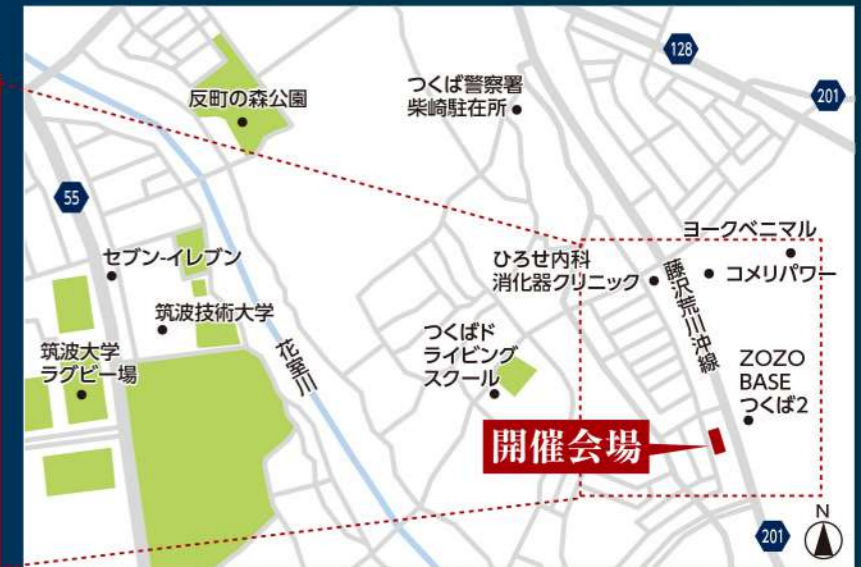 128
201
反町の森公園
つくば警察署
柴崎駐在所
55
ヨークベニマル
セブン-イレブン
ひろせ内科
消化器クリニック
藤沢荒川沖線
コメリパワー
筑波技術大学
花室川
つくばド
ライビング
スクール
筑波大学
ラグビー場
ZOZO
BASE
つくば2
開催会場
N
201